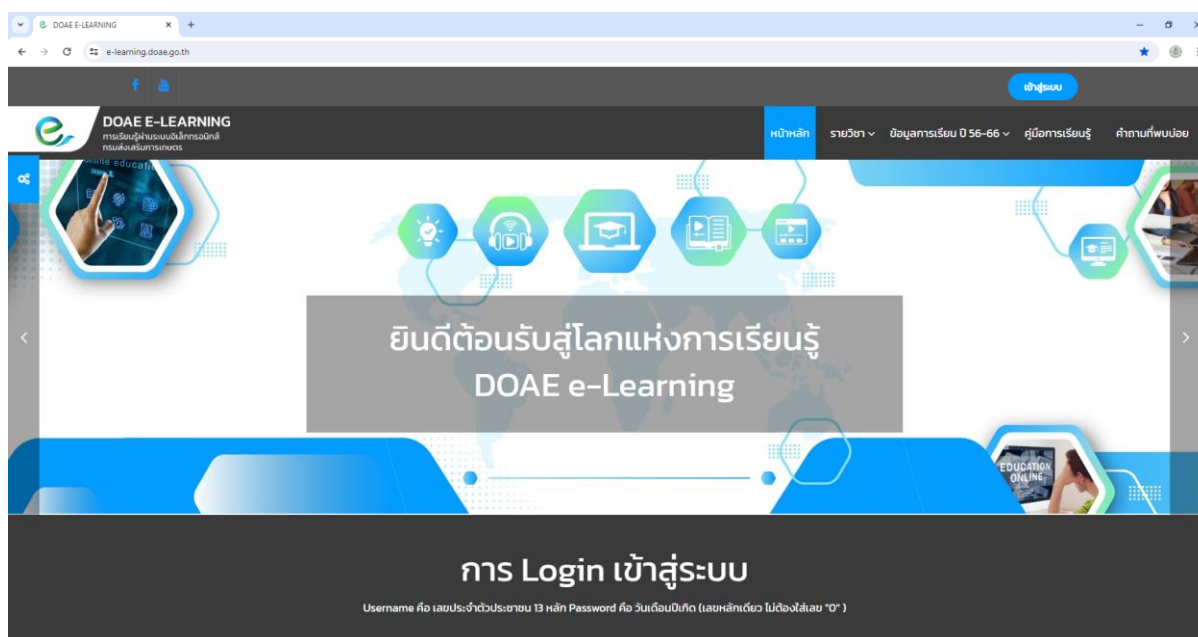 DOAE E-LEARNING
e-learning.doae.go.th
เข้าสู่ระบบ
DOAE E-LEARNING
การเรียนรู้ผ่านระบบอิเล็กทรอนิกส์
กรมส่งเสริมการเกษตร
หน้าหลัก รายวิชา ข้อมูลการเรียน ปี 56-66 คู่มือการเรียนรู้ คำถามที่พบบ่อย
ยินดีต้อนรับสู่โลกแห่งการเรียนรู้
DOAE e-Learning
EDUCATION
ONLINE
การ Login เข้าสู่ระบบ
Username คือ เลขประจำตัวประชาชน 13 หลัก Password คือ วันเดือนปีเกิด (เลขหลักเดียว ไม่ต้องใส่เลข "0" )